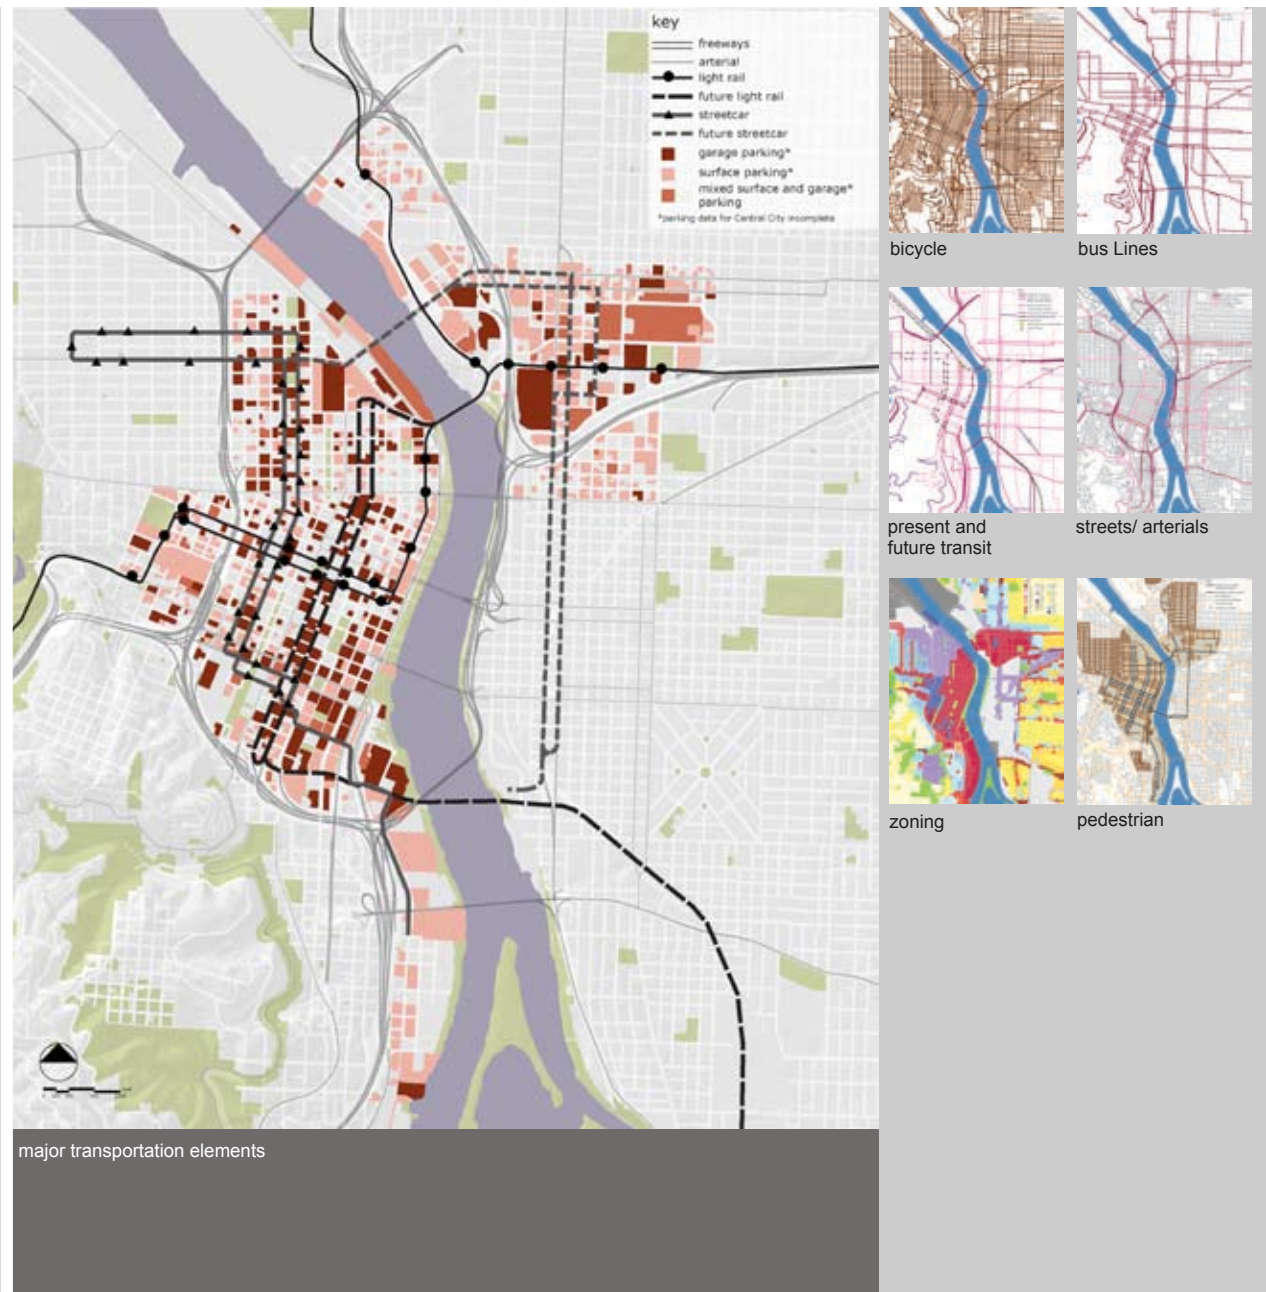 key
freeways
arterial
light rail
future light rail
streetcar
future streetcar
garage parking*
surface parking*
mixed surface and garage*
parking
*parking data for Central City incomplete
bicycle
bus Lines
present and
future transit
streets/ arterials
zoning
pedestrian
major transportation elements